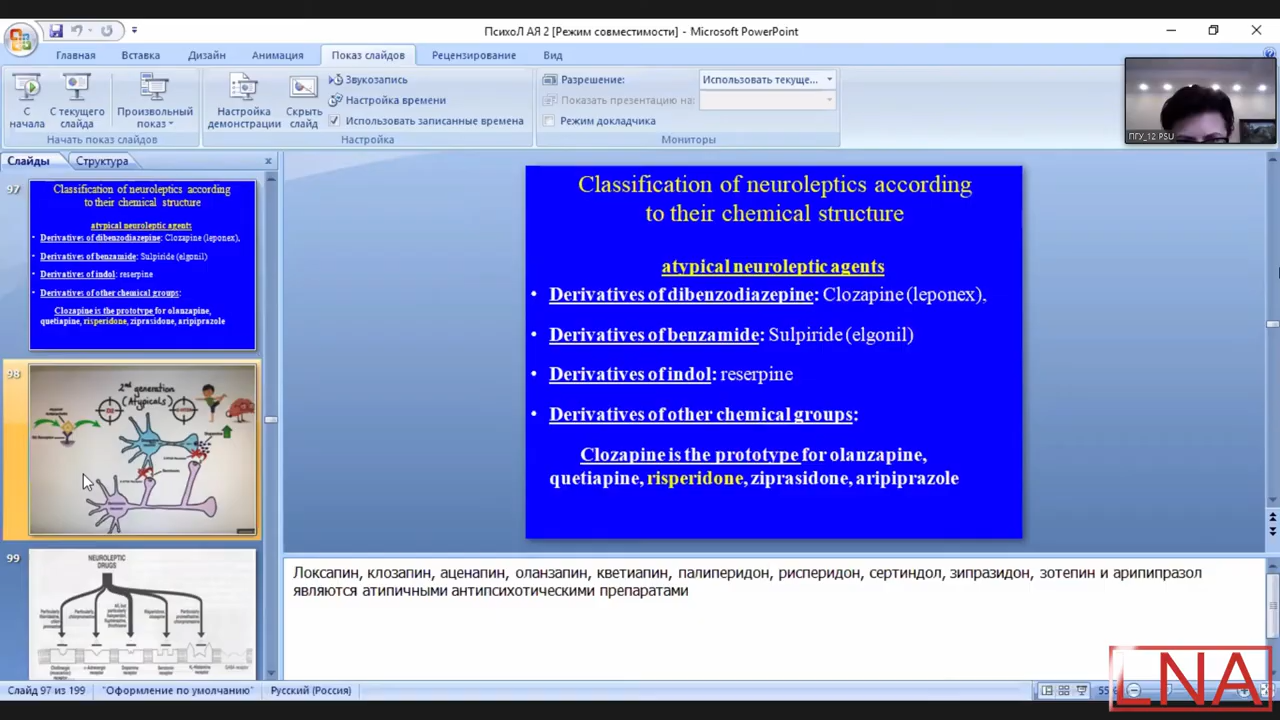 ПсихоЛ АЯ 2 [Режим совместимости] - Microsoft PowerPoint
Главная Вставка Дизайн Анимация Показ слайдов Рецензирование Вид
С начала
С текущего слайда
Произвольный показ
Начать показ слайдов
Настройка демонстрации
Скрыть слайд
Звукозапись
Настройка времени
Использовать записанные времена
Настройка
Разрешение: Использовать текуще...
Показать презентацию на:
Режим докладчика
Мониторы
ПГУ_12 PSU
Слайды Структура
97
Classification of neuroleptics according
to their chemical structure
atypical neuroleptic agents
Derivatives of dibenzodiazepine: Clozapine (leponex),
Derivatives of benzamide: Sulpiride (elgonil)
Derivatives of indol: reserpine
Derivatives of other chemical groups:
Clozapine is the prototype for olanzapine,
quetiapine, risperidone, ziprasidone, aripiprazole
98
2nd generation
(Atypicals)
99
NEUROLEPTIC
DRUGS
Classification of neuroleptics according
to their chemical structure
atypical neuroleptic agents
• Derivatives of dibenzodiazepine: Clozapine (leponex),
• Derivatives of benzamide: Sulpiride (elgonil)
• Derivatives of indol: reserpine
• Derivatives of other chemical groups:
Clozapine is the prototype for olanzapine,
quetiapine, risperidone, ziprasidone, aripiprazole
Локсапин, клозапин, аценапин, оланзапин, кветиапин, палиперидон, рисперидон, сертиндол, зипразидон, зотепин и арипипразол
являются атипичными антипсихотическими препаратами
Слайд 97 из 199 "Оформление по умолчанию" Русский (Россия) 55%
LNA